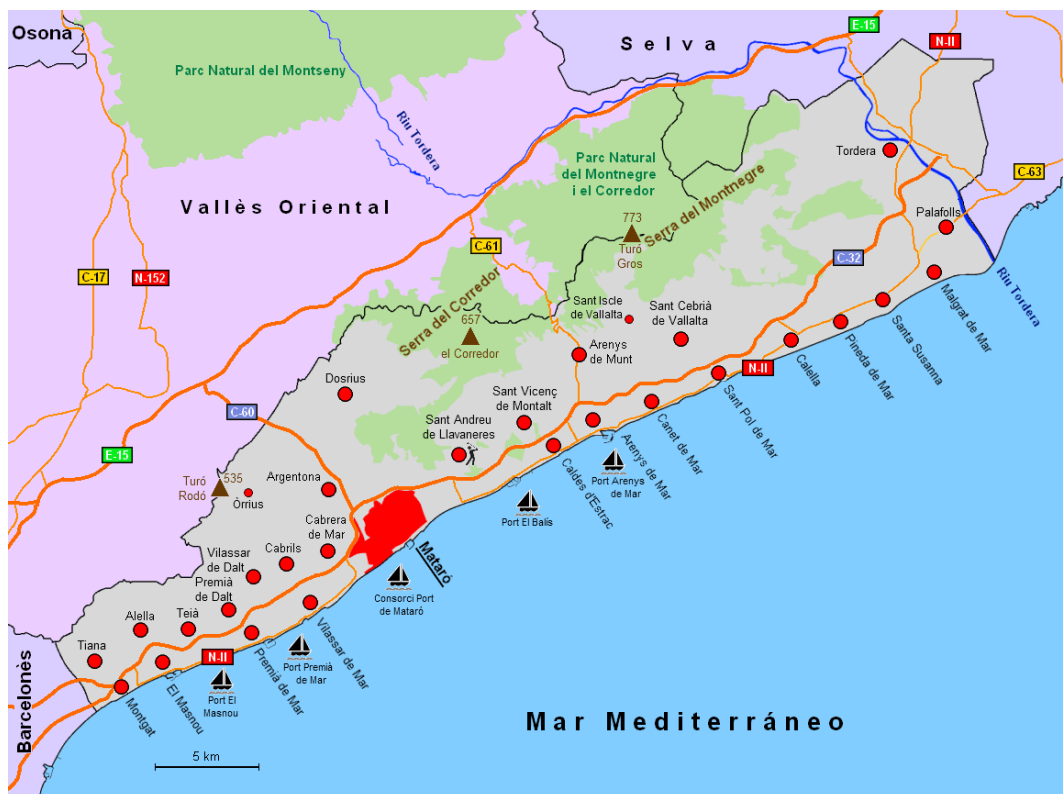 Osona
Selva
E-15
N-II
Parc Natural del Montseny
Riu Tordera
Parc Natural
del Montnegre
i el Corredor
Tordera
C-63
Vallès Oriental
773
Turó
Gros
Serra del Montnegre
Palafolls
C-61
C-32
C-17
N-152
Riu Tordera
Serra del Corredor
657
el Corredor
Sant Iscle
de Vallalta
Sant Cebrià
de Vallalta
Malgrat de Mar
Santa Susanna
Pineda de Mar
Calella
N-II
Arenys
de Munt
Dosrius
Sant Pol de Mar
Canet de Mar
Sant Vicenç
de Montalt
C-60
Sant Andreu
de Llavaneres
Arenys de Mar
Caldes d'Estrac
Port Arenys
de Mar
E-15
Turó
Rodó
535
Òrrius
Argentona
Port El Balís
Cabrera
de Mar
Mataró
Cabrils
Vilassar
de Dalt
Premià
de Dalt
Consorci Port
de Mataró
Alella
Teià
Vilassar de Mar
Tiana
N-II
Port Premià
de Mar
Premià de Mar
El Masnou
Port El
Masnou
Montgat
Barcelonès
Mar Mediterráneo
5 km